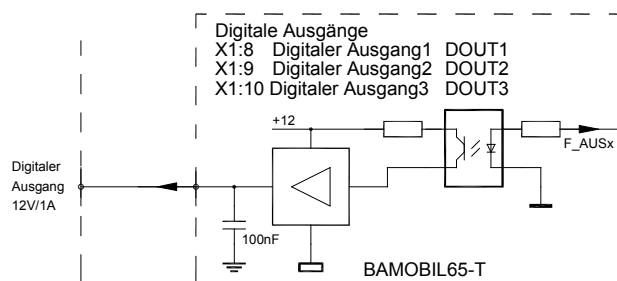 Digitale Ausgänge
X1:8 Digitaler Ausgang1 DOUT1
X1:9 Digitaler Ausgang2 DOUT2
X1:10 Digitaler Ausgang3 DOUT3
+12
F_AUSx
Digitaler
Ausgang
12V/1A
100nF
BAMOBIL65-T